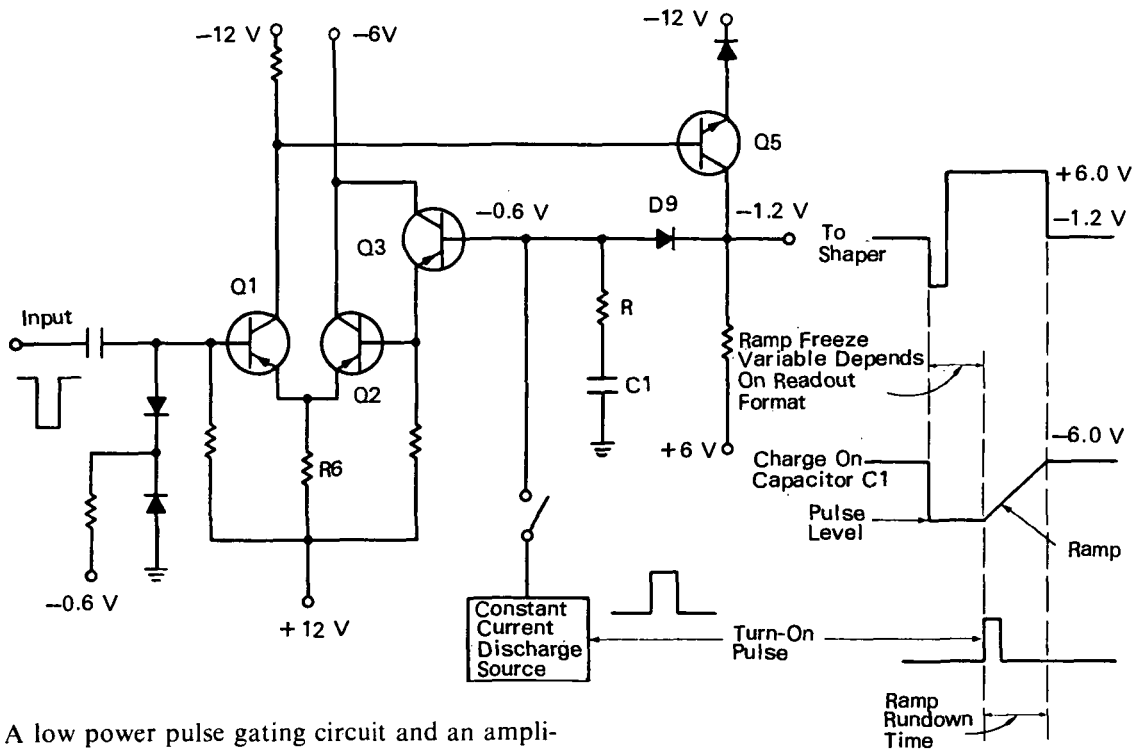 −12 V
−6V
−12 V
Q5
+6.0 V
−1.2 V
−0.6 V
D9
−1.2 V
To
Shaper
Q3
Q1
Input
R
Ramp Freeze
Variable Depends
On Readout
Format
Q2
C1
R6
+6 V
−6.0 V
Charge On
Capacitor C1
Pulse
Level
Ramp
−0.6 V
+12 V
Constant
Current
Discharge
Source
Turn-On
Pulse
Ramp
Rundown
Time
A low power pulse gating circuit and an ampli-